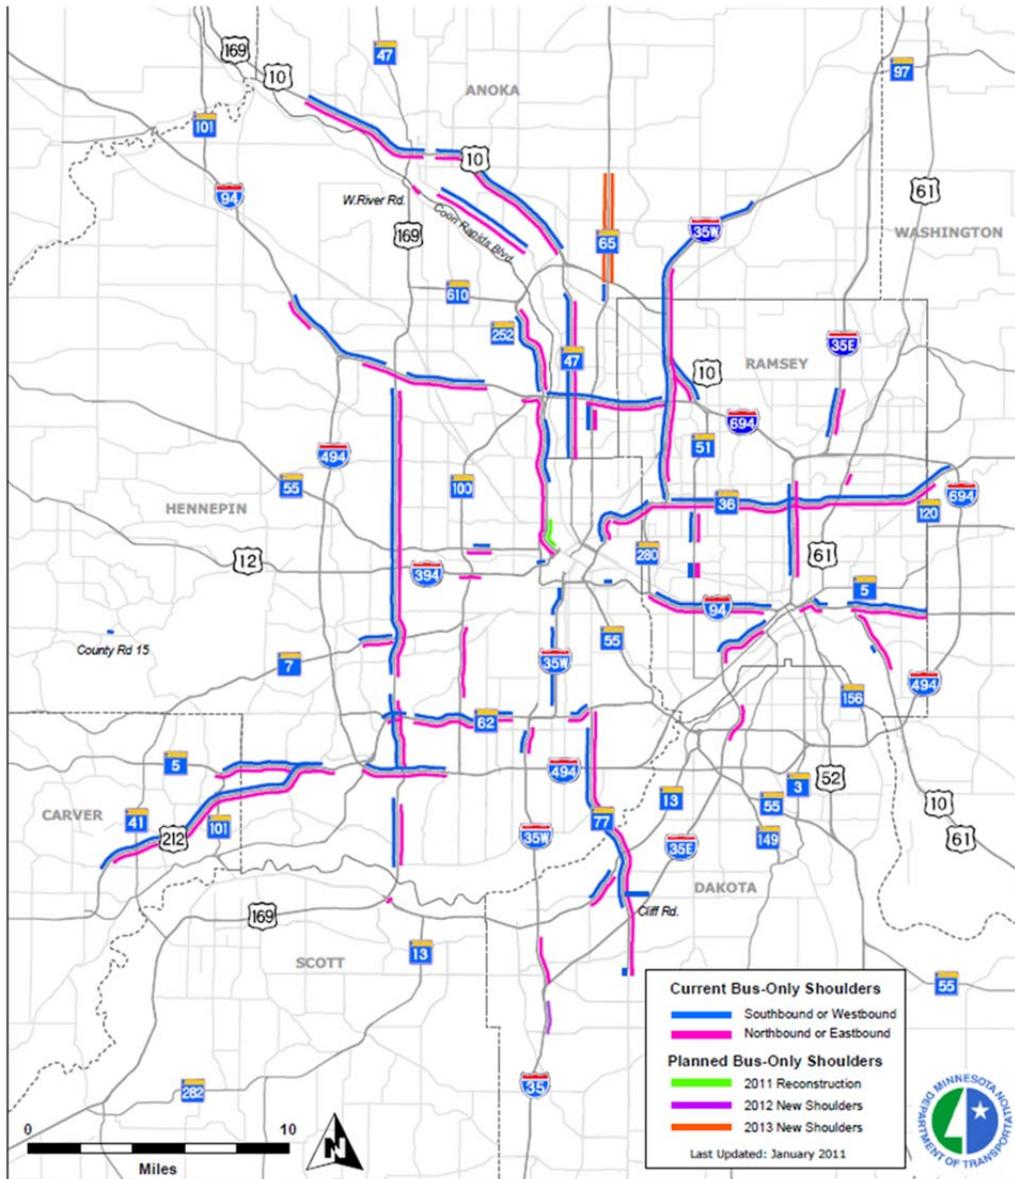 169
10
47
97
ANOKA
101
10
94
W.River Rd.
61
Coon Rapids Blvd.
169
65
35W
WASHINGTON
610
252
47
35E
RAMSEY
10
694
51
494
55
100
HENNEPIN
36
694
120
12
280
61
394
5
94
County Rd 15
7
35W
55
494
156
62
5
494
52
3
13
55
10
CARVER
41
101
212
77
35W
149
61
35E
DAKOTA
169
Cliff Rd.
13
SCOTT
55
35
282
Current Bus-Only Shoulders
Southbound or Westbound
Northbound or Eastbound
Planned Bus-Only Shoulders
2011 Reconstruction
2012 New Shoulders
2013 New Shoulders
Last Updated: January 2011
0 10
Miles
N
MINNESOTA DEPARTMENT OF TRANSPORTATION